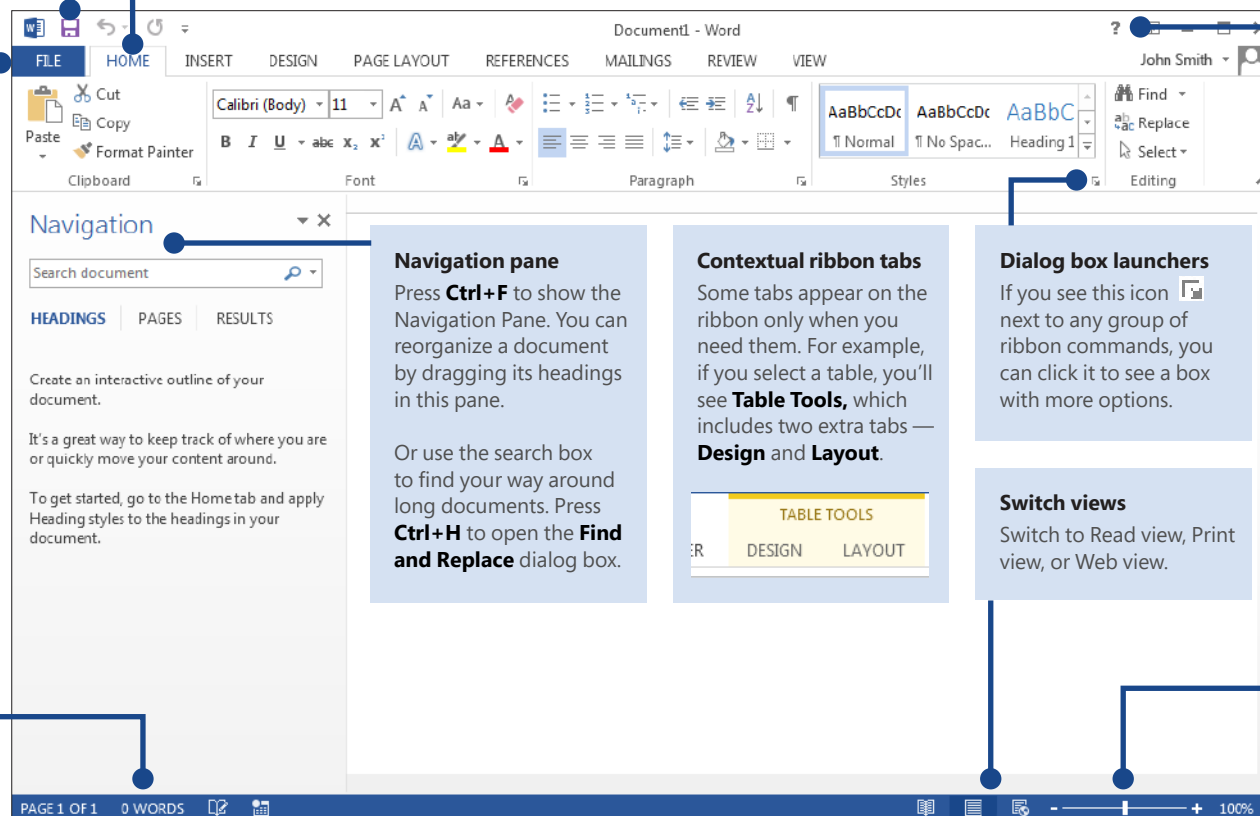 Document1 - Word
?
FILE HOME INSERT DESIGN PAGE LAYOUT REFERENCES MAILINGS REVIEW VIEW John Smith
Paste
Cut
Copy
Format Painter
Clipboard
Calibri (Body) 11 A A Aa
B I U abc X₂ X² A ab A
Font
A Z ¶
Paragraph
AaBbCcDc AaBbCcDc AaBbC
¶ Normal ¶ No Spac... Heading 1
Styles
Find
Replace
Select
Editing
Navigation
Search document
HEADINGS PAGES RESULTS
Create an interactive outline of your
document.
It's a great way to keep track of where you are
or quickly move your content around.
To get started, go to the Home tab and apply
Heading styles to the headings in your
document.
Navigation pane
Press Ctrl+F to show the
Navigation Pane. You can
reorganize a document
by dragging its headings
in this pane.
Or use the search box
to find your way around
long documents. Press
Ctrl+H to open the Find
and Replace dialog box.
Contextual ribbon tabs
Some tabs appear on the
ribbon only when you
need them. For example,
if you select a table, you’ll
see Table Tools, which
includes two extra tabs —
Design and Layout.
TABLE TOOLS
ER DESIGN LAYOUT
Dialog box launchers
If you see this icon
next to any group of
ribbon commands, you
can click it to see a box
with more options.
Switch views
Switch to Read view, Print
view, or Web view.
PAGE 1 OF 1 0 WORDS - + 100%